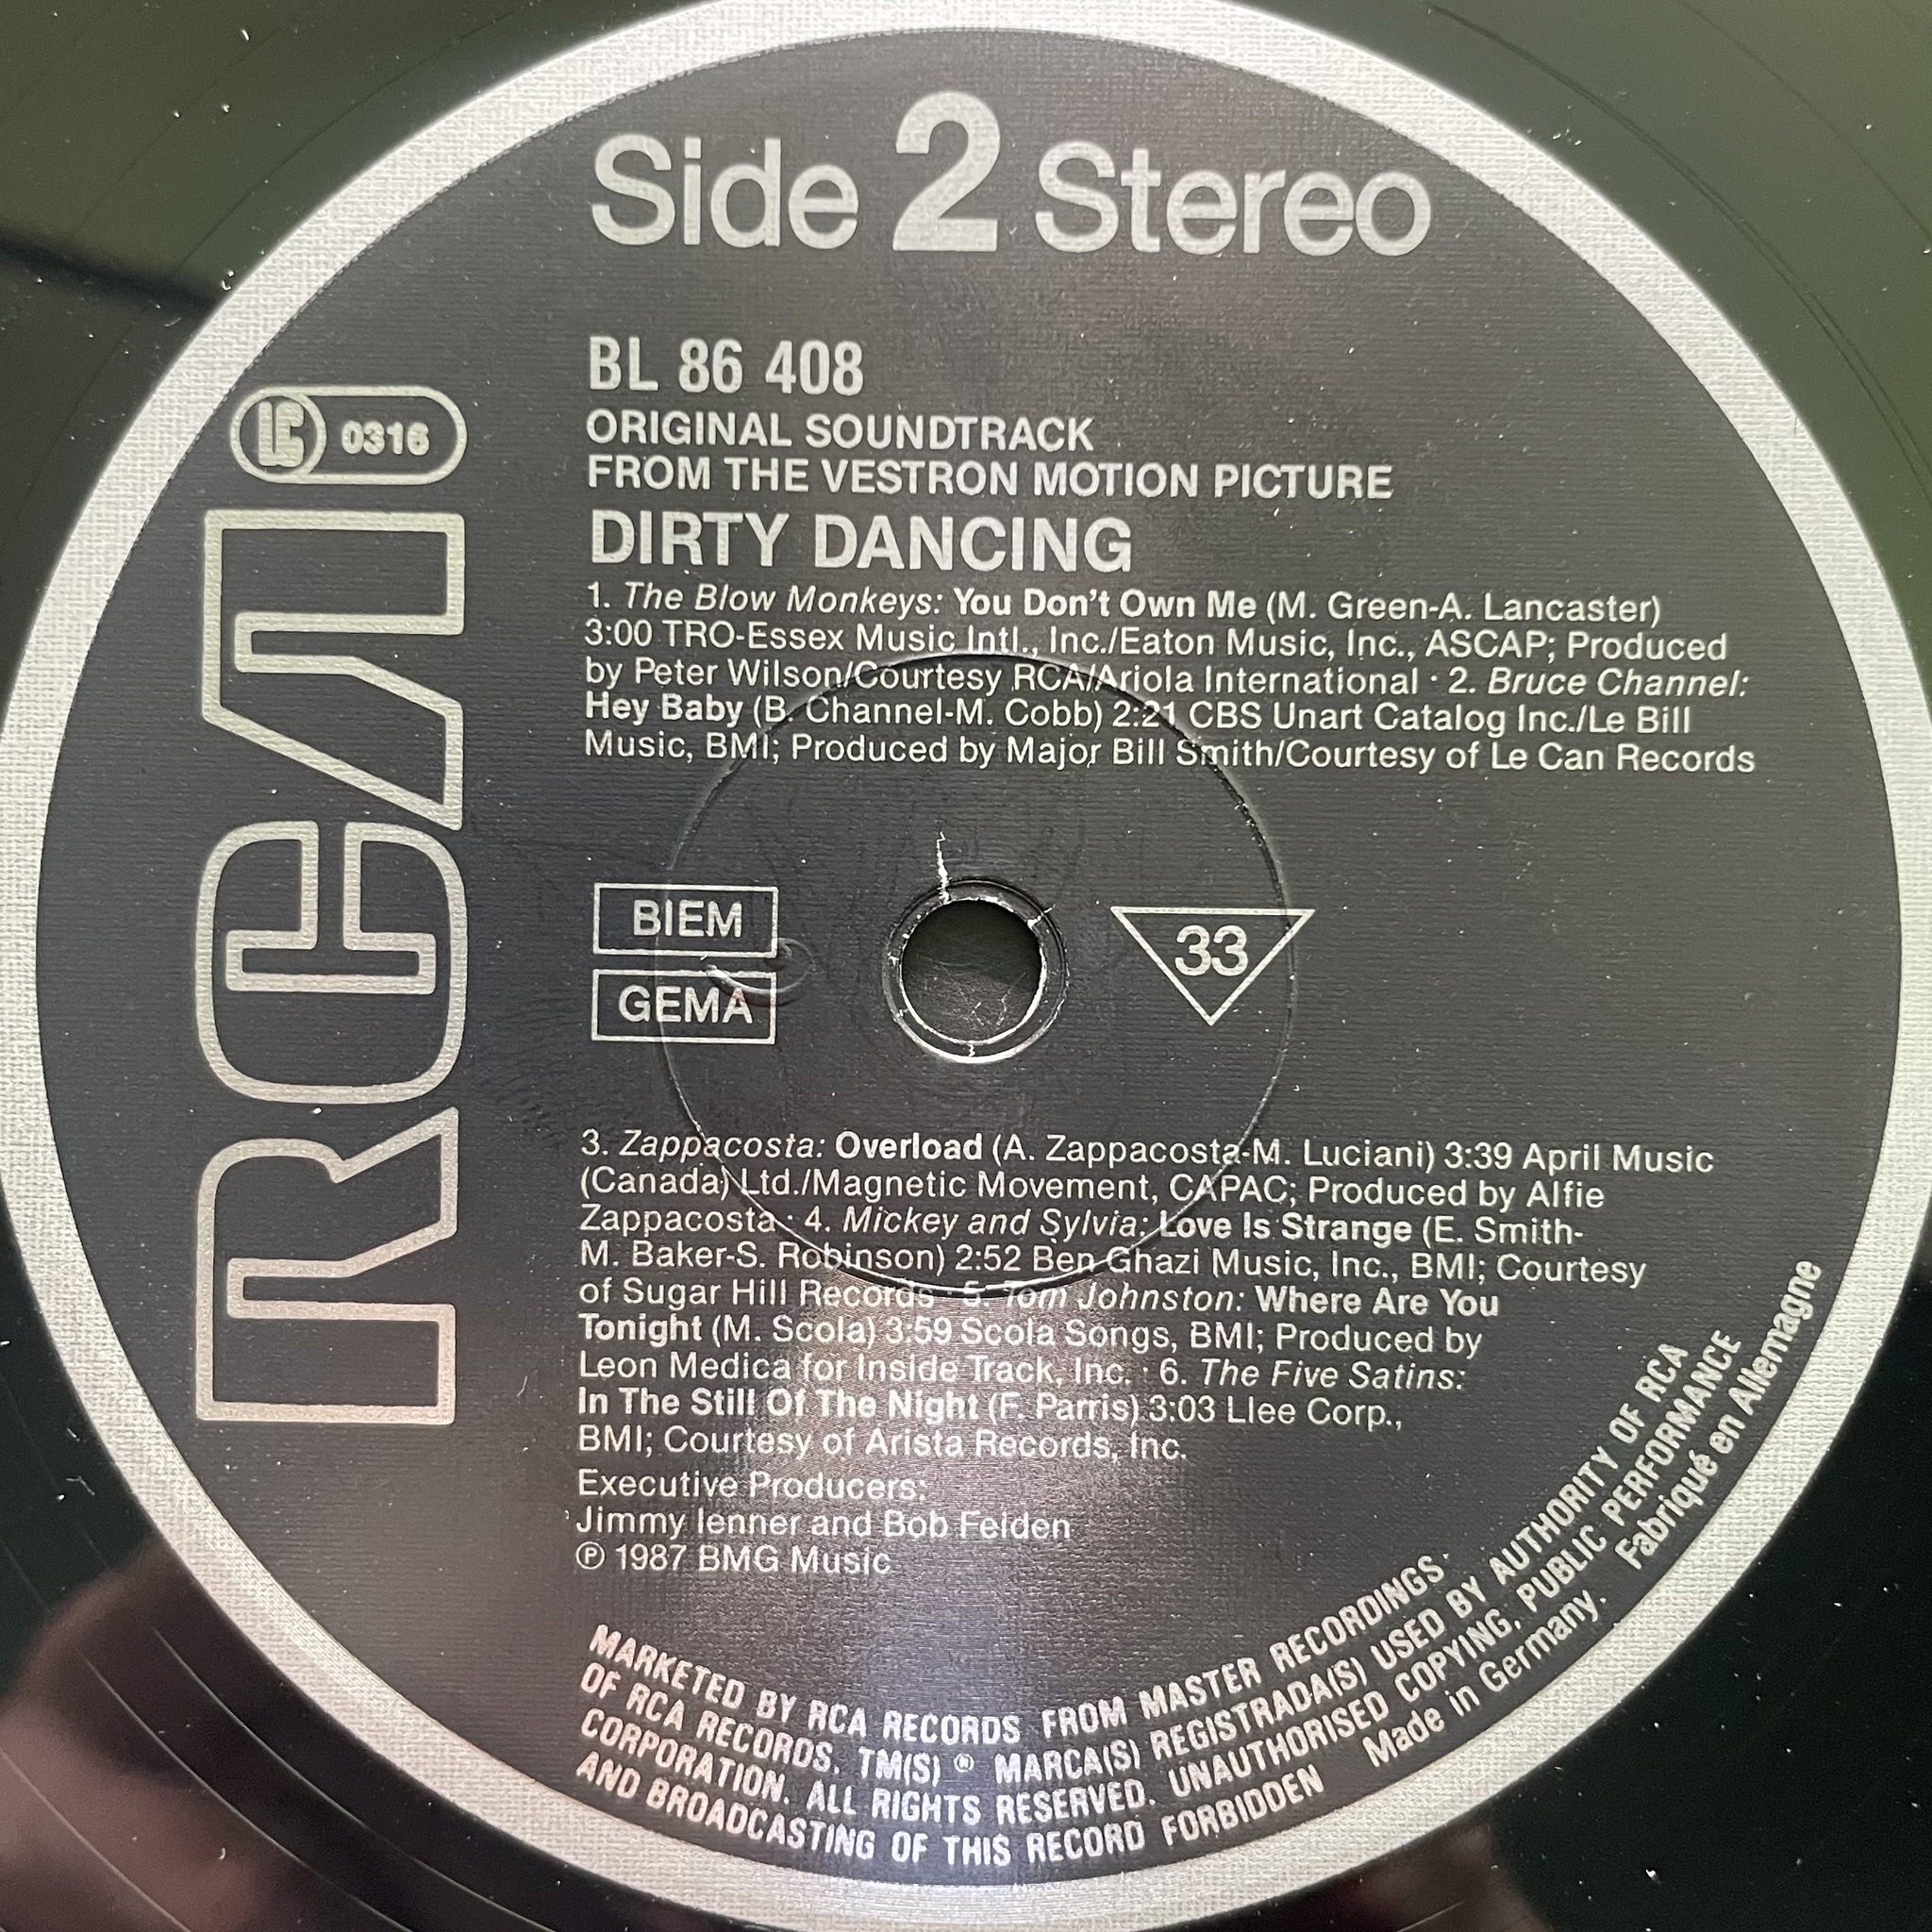 Side 2 Stereo
BL 86 408
LC 0316
ORIGINAL SOUNDTRACK
FROM THE VESTRON MOTION PICTURE
DIRTY DANCING
1. The Blow Monkeys: You Don't Own Me (M. Green-A. Lancaster)
3:00 TRO-Essex Music Intl., Inc./Eaton Music, Inc., ASCAP; Produced
by Peter Wilson/Courtesy RCA/Ariola International · 2. Bruce Channel:
Hey Baby (B. Channel-M. Cobb) 2:21 CBS Unart Catalog Inc./Le Bill
Music, BMI; Produced by Major Bill Smith/Courtesy of Le Can Records
RCA
BIEM
GEMA
33
3. Zappacosta: Overload (A. Zappacosta-M. Luciani) 3:39 April Music
(Canada) Ltd./Magnetic Movement, CAPAC; Produced by Alfie
Zappacosta · 4. Mickey and Sylvia: Love Is Strange (E. Smith-
M. Baker-S. Robinson) 2:52 Ben Ghazi Music, Inc., BMI; Courtesy
of Sugar Hill Records · 5. Tom Johnston: Where Are You
Tonight (M. Scola) 3:59 Scola Songs, BMI; Produced by
Leon Medica for Inside Track, Inc. · 6. The Five Satins:
In The Still Of The Night (F. Parris) 3:03 Llee Corp.,
BMI; Courtesy of Arista Records, Inc.
Executive Producers:
Jimmy Ienner and Bob Feiden
℗ 1987 BMG Music
MARKETED BY RCA RECORDS FROM MASTER RECORDINGS
OF RCA RECORDS. TM(S) ® MARCA(S) REGISTRADA(S) USED BY AUTHORITY OF RCA
CORPORATION. ALL RIGHTS RESERVED. UNAUTHORISED COPYING, PUBLIC PERFORMANCE
AND BROADCASTING OF THIS RECORD FORBIDDEN Made in Germany. Fabriqué en Allemagne